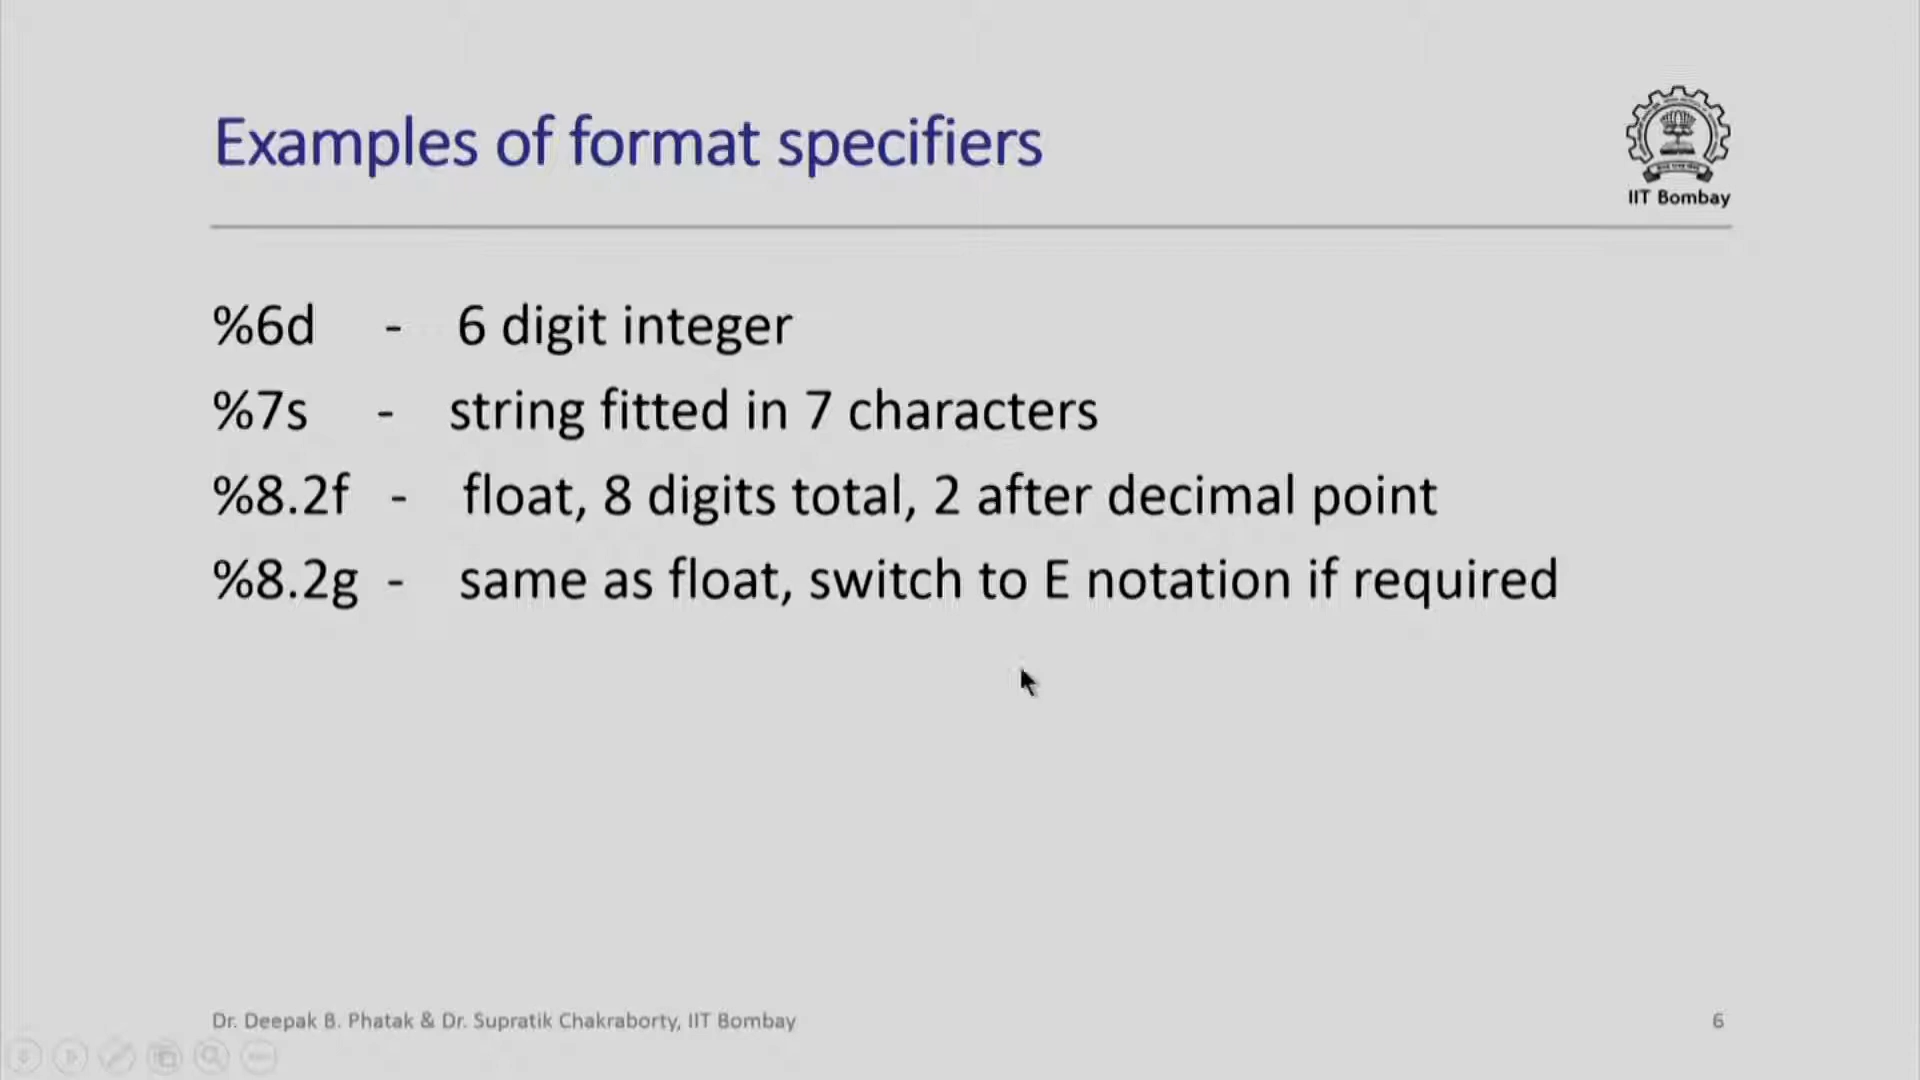 Examples of format specifiers
IIT Bombay
%6d - 6 digit integer
%7s - string fitted in 7 characters
%8.2f - float, 8 digits total, 2 after decimal point
%8.2g - same as float, switch to E notation if required
Dr. Deepak B. Phatak & Dr. Supratik Chakraborty, IIT Bombay
6